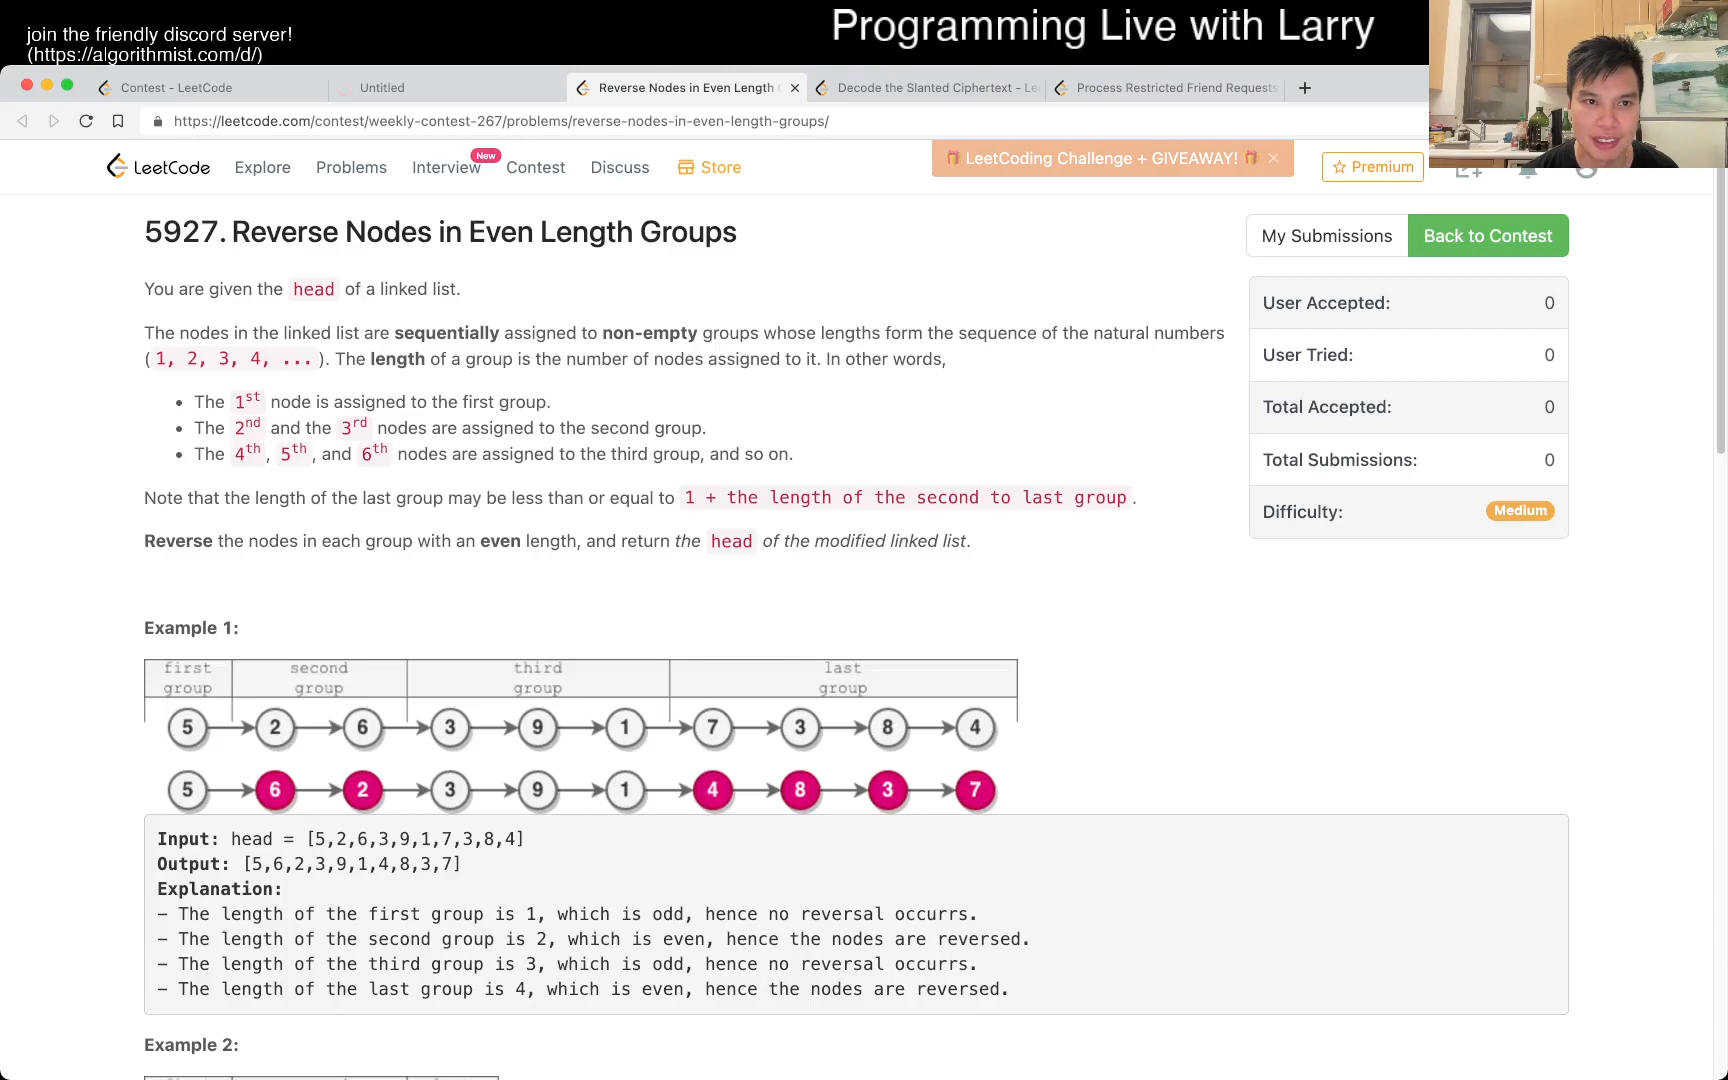 join the friendly discord server!
(https://algorithmist.com/d/)
Programming Live with Larry
Contest - LeetCode
Untitled
Reverse Nodes in Even Length
Decode the Slanted Ciphertext - Le
Process Restricted Friend Requests
https://leetcode.com/contest/weekly-contest-267/problems/reverse-nodes-in-even-length-groups/
LeetCode
Explore
Problems
Interview
New
Contest
Discuss
Store
LeetCoding Challenge + GIVEAWAY!
Premium
5927. Reverse Nodes in Even Length Groups
My Submissions
Back to Contest
You are given the head of a linked list.
The nodes in the linked list are sequentially assigned to non-empty groups whose lengths form the sequence of the natural numbers
(1, 2, 3, 4, ...). The length of a group is the number of nodes assigned to it. In other words,
• The 1st node is assigned to the first group.
• The 2nd and the 3rd nodes are assigned to the second group.
• The 4th, 5th, and 6th nodes are assigned to the third group, and so on.
Note that the length of the last group may be less than or equal to 1 + the length of the second to last group.
Reverse the nodes in each group with an even length, and return the head of the modified linked list.
User Accepted: 0
User Tried: 0
Total Accepted: 0
Total Submissions: 0
Difficulty: Medium
Example 1:
first group
second group
third group
last group
5 2 6 3 9 1 7 3 8 4
5 6 2 3 9 1 4 8 3 7
Input: head = [5,2,6,3,9,1,7,3,8,4]
Output: [5,6,2,3,9,1,4,8,3,7]
Explanation:
- The length of the first group is 1, which is odd, hence no reversal occurrs.
- The length of the second group is 2, which is even, hence the nodes are reversed.
- The length of the third group is 3, which is odd, hence no reversal occurrs.
- The length of the last group is 4, which is even, hence the nodes are reversed.
Example 2: